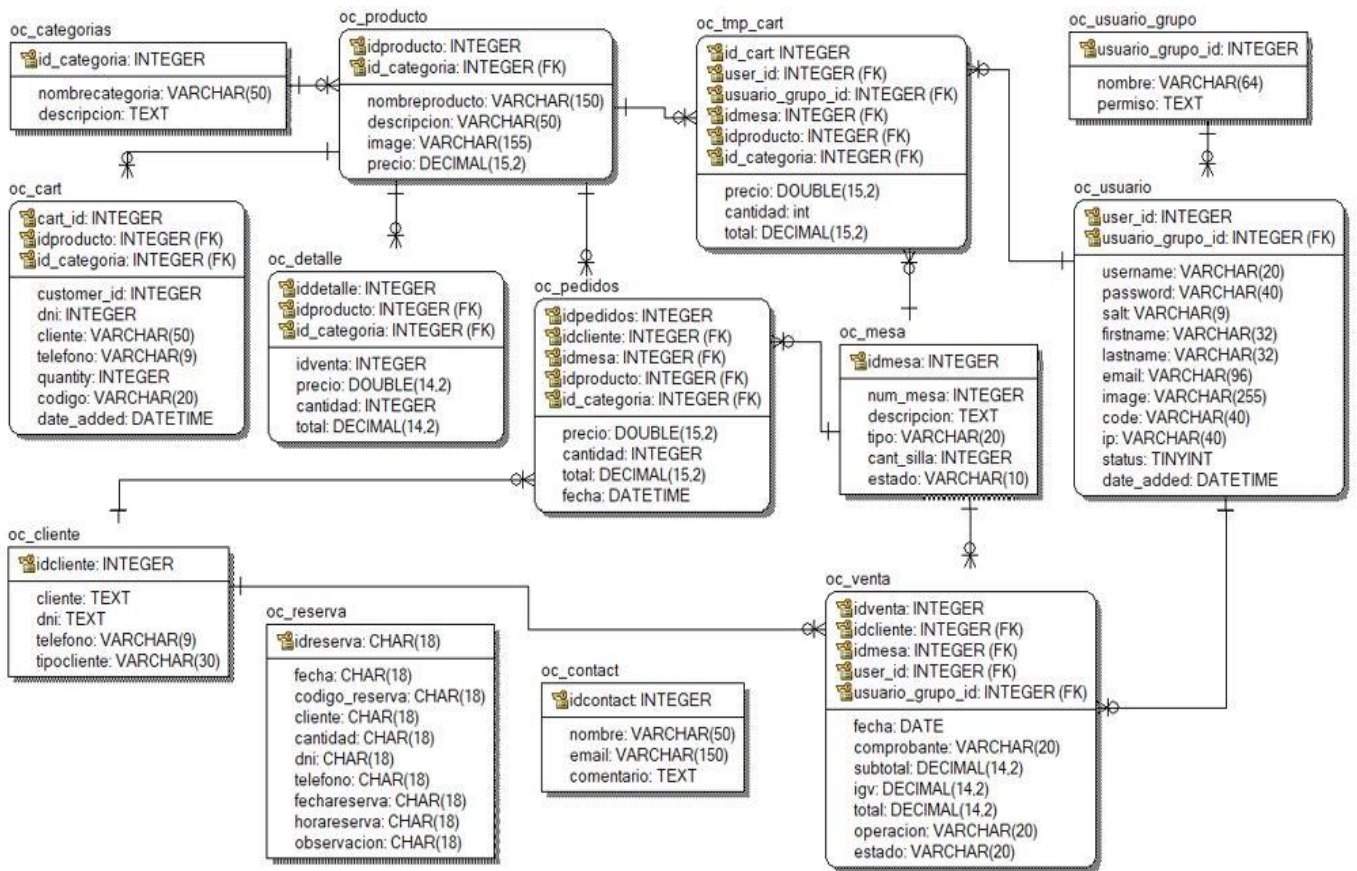 oc_categorias
id_categoria: INTEGER
nombrecategoria: VARCHAR(50)
descripcion: TEXT
oc_producto
idproducto: INTEGER
id_categoria: INTEGER (FK)
nombreproducto: VARCHAR(150)
descripcion: VARCHAR(50)
image: VARCHAR(155)
precio: DECIMAL(15,2)
oc_tmp_cart
id_cart: INTEGER
user_id: INTEGER (FK)
usuario_grupo_id: INTEGER (FK)
idmesa: INTEGER (FK)
idproducto: INTEGER (FK)
id_categoria: INTEGER (FK)
precio: DOUBLE(15,2)
cantidad: int
total: DECIMAL(15,2)
oc_usuario_grupo
usuario_grupo_id: INTEGER
nombre: VARCHAR(64)
permiso: TEXT
oc_cart
cart_id: INTEGER
idproducto: INTEGER (FK)
id_categoria: INTEGER (FK)
customer_id: INTEGER
dni: INTEGER
cliente: VARCHAR(50)
telefono: VARCHAR(9)
quantity: INTEGER
codigo: VARCHAR(20)
date_added: DATETIME
oc_detalle
iddetalle: INTEGER
idproducto: INTEGER (FK)
id_categoria: INTEGER (FK)
idventa: INTEGER
precio: DOUBLE(14,2)
cantidad: INTEGER
total: DECIMAL(14,2)
oc_pedidos
idpedidos: INTEGER
idcliente: INTEGER (FK)
idmesa: INTEGER (FK)
idproducto: INTEGER (FK)
id_categoria: INTEGER (FK)
precio: DOUBLE(15,2)
cantidad: INTEGER
total: DECIMAL(15,2)
fecha: DATETIME
oc_mesa
idmesa: INTEGER
num_mesa: INTEGER
descripcion: TEXT
tipo: VARCHAR(20)
cant_silla: INTEGER
estado: VARCHAR(10)
oc_usuario
user_id: INTEGER
usuario_grupo_id: INTEGER (FK)
username: VARCHAR(20)
password: VARCHAR(40)
salt: VARCHAR(9)
firstname: VARCHAR(32)
lastname: VARCHAR(32)
email: VARCHAR(96)
image: VARCHAR(255)
code: VARCHAR(40)
ip: VARCHAR(40)
status: TINYINT
date_added: DATETIME
oc_cliente
idcliente: INTEGER
cliente: TEXT
dni: TEXT
telefono: VARCHAR(9)
tipocliente: VARCHAR(30)
oc_reserva
idreserva: CHAR(18)
fecha: CHAR(18)
codigo_reserva: CHAR(18)
cliente: CHAR(18)
cantidad: CHAR(18)
dni: CHAR(18)
telefono: CHAR(18)
fechareserva: CHAR(18)
horareserva: CHAR(18)
observacion: CHAR(18)
oc_contact
idcontact: INTEGER
nombre: VARCHAR(50)
email: VARCHAR(150)
comentario: TEXT
oc_venta
idventa: INTEGER
idcliente: INTEGER (FK)
idmesa: INTEGER (FK)
user_id: INTEGER (FK)
usuario_grupo_id: INTEGER (FK)
fecha: DATE
comprobante: VARCHAR(20)
subtotal: DECIMAL(14,2)
igv: DECIMAL(14,2)
total: DECIMAL(14,2)
operacion: VARCHAR(20)
estado: VARCHAR(20)